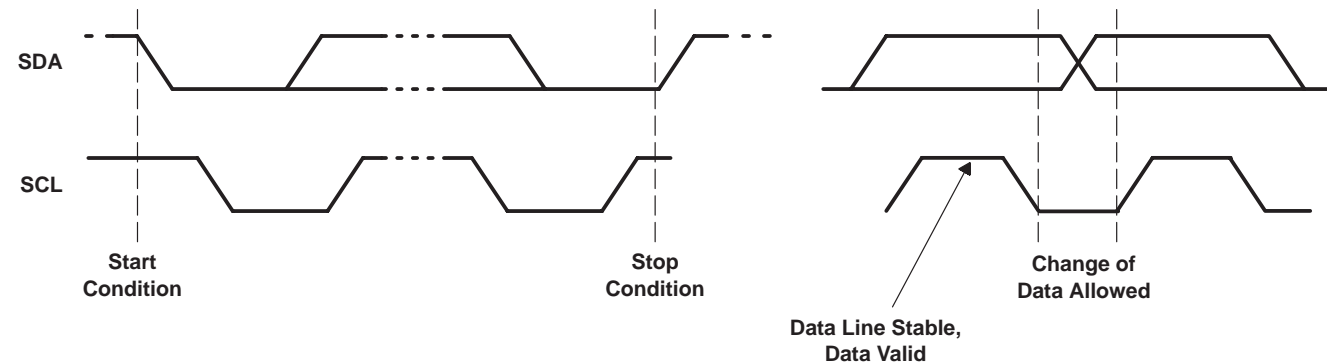 SDA
SCL
Start
Condition
Stop
Condition
Change of
Data Allowed
Data Line Stable,
Data Valid